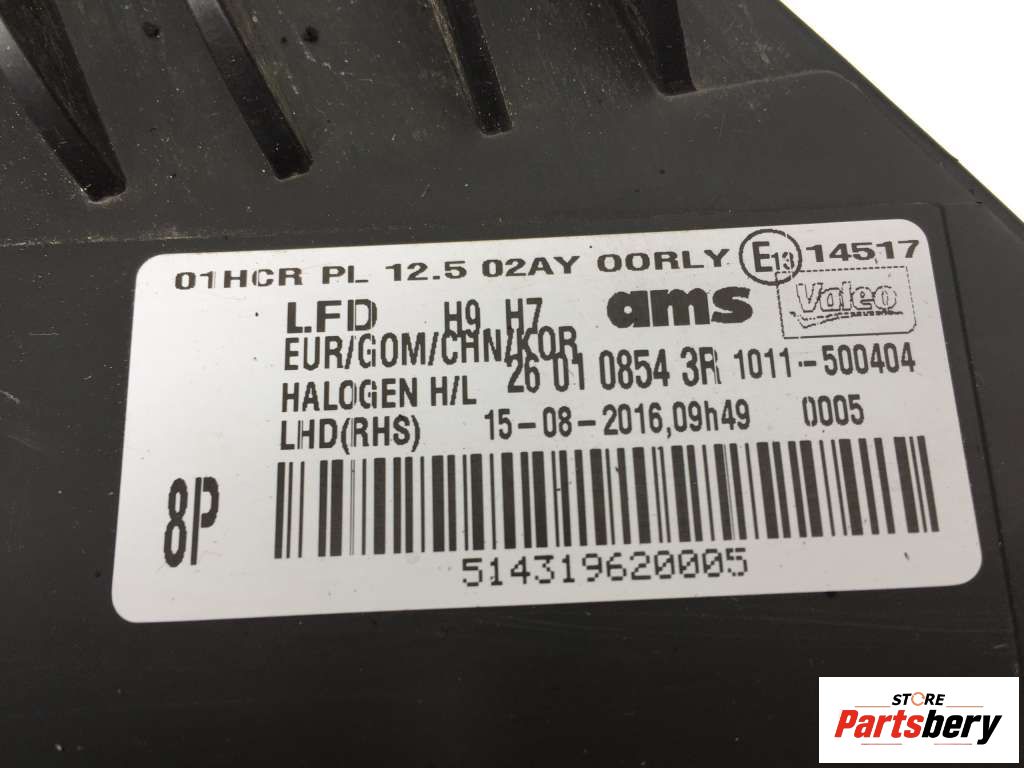 01HCR PL 12.5 02AY 00RLY E13 14517
LFD H9 H7 ams Valeo
EUR/GOM/CHN/KOR
HALOGEN H/L 26 01 0854 3R 1011-500404
LHD(RHS) 15-08-2016,09h49 0005
8P
514319620005
STORE
Partsbery